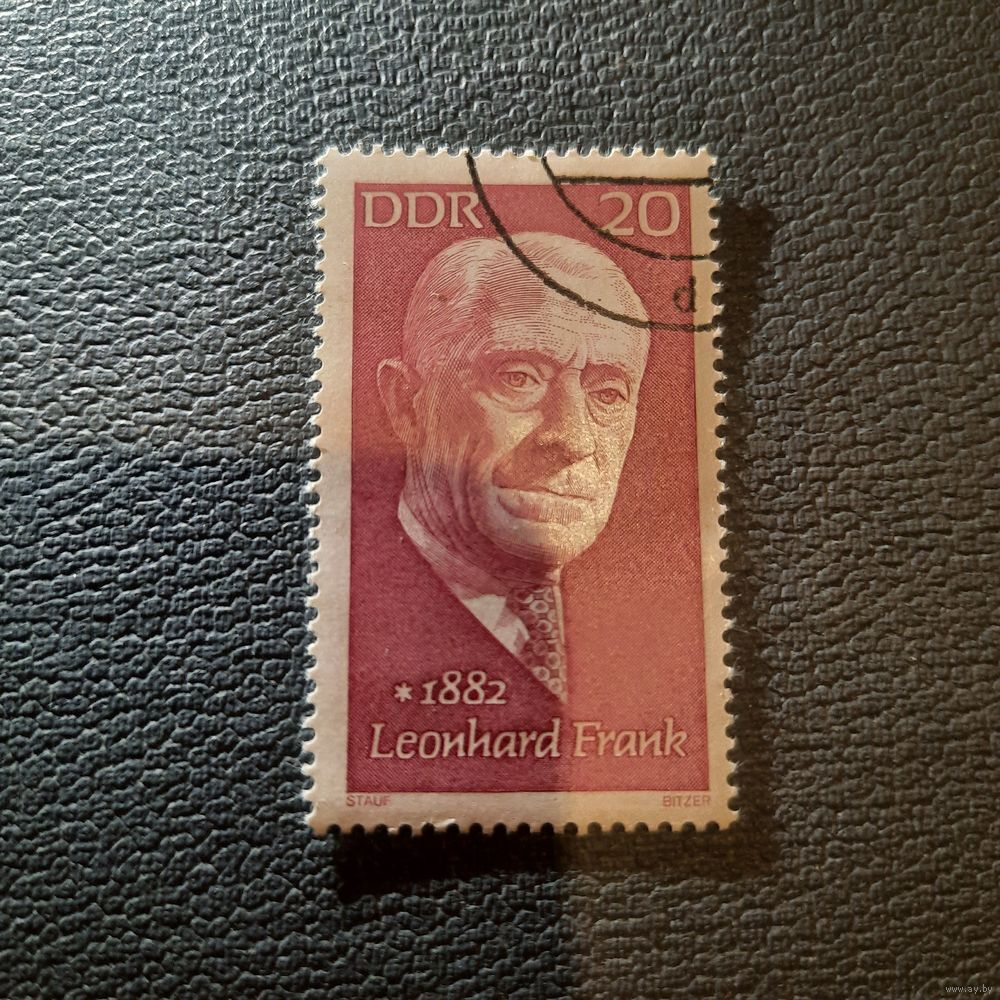 DDR 20
d
* 1882
Leonhard Frank
STAUF BITZER
www.ay.by